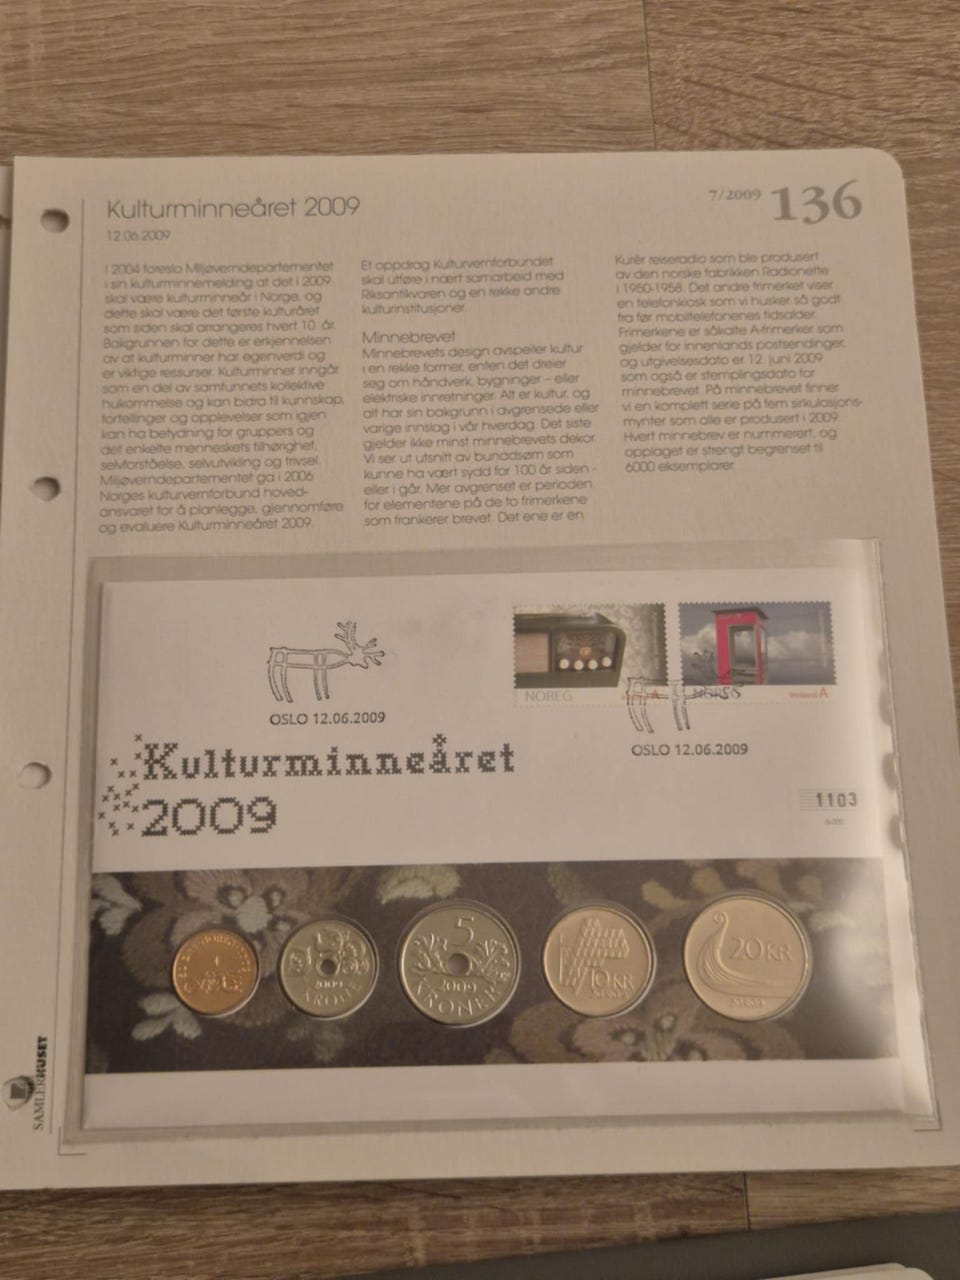 Kulturminneåret 2009
12.06.2009
7/2009 136
I 2004 foreslo Miljøverndepartementet
i sin kulturminnemelding at det i 2009
skal være kulturminneår i Norge, og
dette skal være det første kulturåret
som siden skal arrangeres hvert 10. år.
Bakgrunnen for dette er erkjennelsen
av at kulturminner har egenverdi og
er viktige ressurser. Kulturminner inngår
som en del av samfunnets kollektive
hukommelse og kan bidra til kunnskap,
fortellinger og opplevelser som igjen
kan ha betydning for gruppers og
det enkelte menneskets tilhørighet,
selvforståelse, selvutvikling og trivsel.
Miljøverndepartementet ga i 2006
Norges kulturvernforbund hoved-
ansvaret for å planlegge, gjennomføre
og evaluere Kulturminneåret 2009.
Et oppdrag Kulturvernforbundet
skal utføre i nært samarbeid med
Riksantikvaren og en rekke andre
kulturinstitusjoner.
Minnebrevet
Minnebrevets design avspeiler kultur
i en rekke former, enten det dreier
seg om håndverk, bygninger – eller
elektriske innretninger. Alt er kultur, og
alt har sin bakgrunn i avgrensede eller
varige innslag i vår hverdag. Det siste
gjelder ikke minst minnebrevets dekor.
Vi ser ut utsnitt av bunadsøm som
kunne ha vært sydd for 100 år siden -
eller i går. Mer avgrenset er perioden
for elementene på de to frimerkene
som frankerer brevet. Det ene er en
Kurér reiseradio som ble produsert
av den norske fabrikken Radionette
i 1950-1958. Det andre frimerket viser
en telefonkiosk som vi husker så godt
fra før mobiltelefonenes tidsalder.
Frimerkene er såkalte A-frimerker som
gjelder for innenlands postsendinger,
og utgivelsesdato er 12. juni 2009
som også er stemplingsdato for
minnebrevet. På minnebrevet finner
vi en komplett serie på fem sirkulasjons-
mynter som alle er produsert i 2009.
Hvert minnebrev er nummerert, og
opplaget er strengt begrenset til
6000 eksemplarer.
NOREG A
NORGE Innland A
OSLO 12.06.2009
OSLO 12.06.2009
Kulturminneåret
2009
1103
2009
KRONE
5
2009
KRONER
10 KR
20 KR
SAMLERHUSET